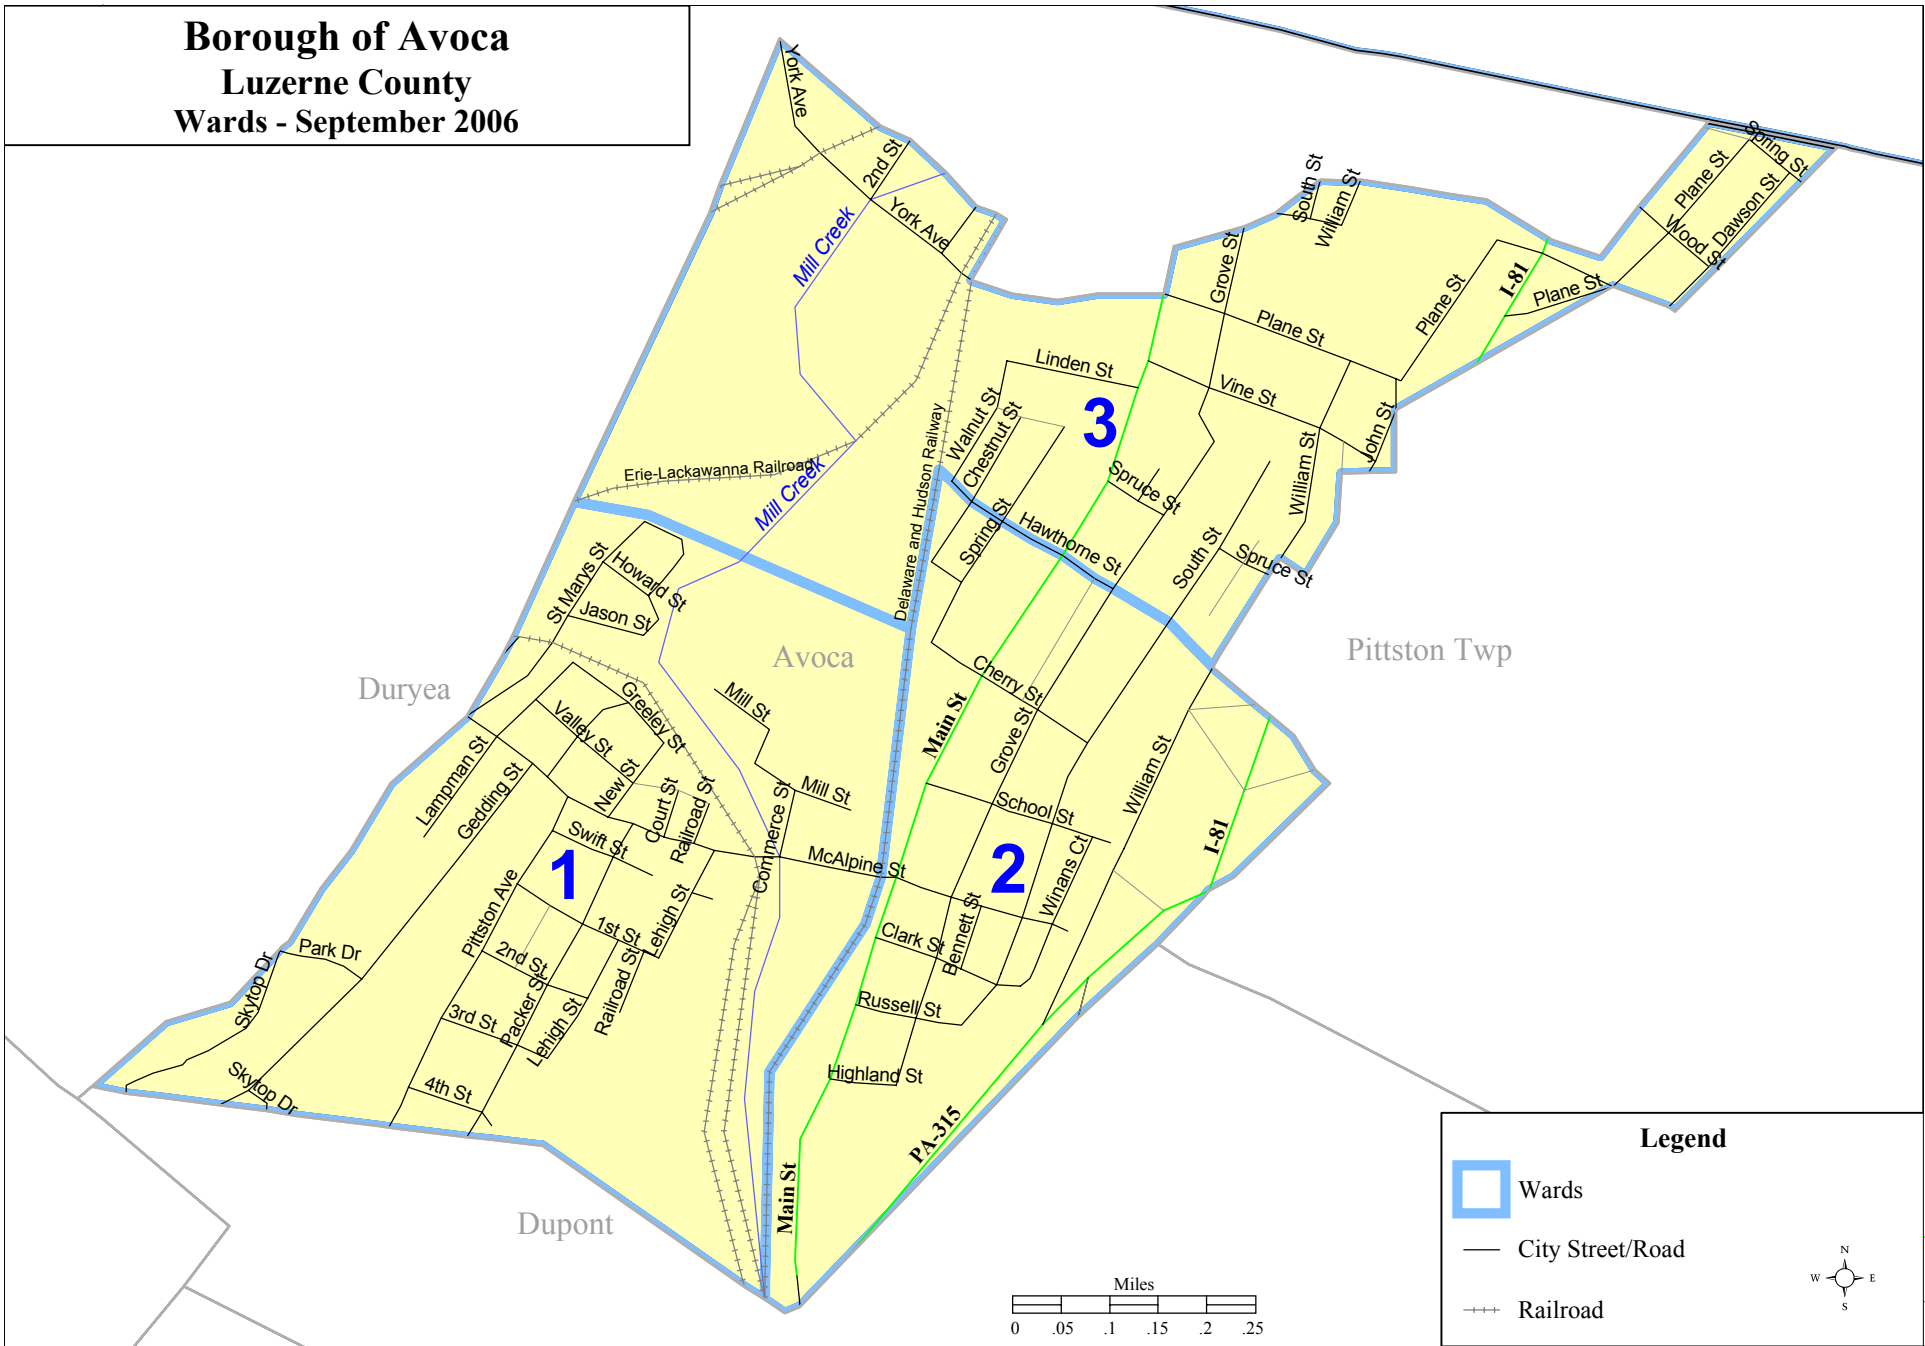 Borough of Avoca
Luzerne County
Wards - September 2006
York Ave
2nd St
York Ave
Mill Creek
Spring St
Plane St
S Dawson St
Wood St
South St
William St
Grove St
I-81
Plane St
Plane St
Plane St
Linden St
Vine St
Walnut St
Chestnut St
3
John St
William St
Delaware and Hudson Railway
Erie-Lackawanna Railroad
Mill Creek
Spruce St
Spring St
Hawthorne St
South St
Spruce St
St Marys St
Howard St
Jason St
Avoca
Pittston Twp
Duryea
Cherry St
Greeley St
Mill St
Valley St
Main St
Grove St
William St
Lampman St
Gedding St
New St
Court St
Railroad St
Commerce St
Mill St
School St
I-81
Swift St
1
McAlpine St
2
Winans Ct
Pittston Ave
Lehigh St
Bennett St
1st St
Clark St
Park Dr
2nd St
Skytop Dr
Railroad St
Packer St
Lehigh St
3rd St
Russell St
Skytop Dr
4th St
Highland St
PA-315
Main St
Dupont
Miles
0 .05 .1 .15 .2 .25
Legend
Wards
City Street/Road
Railroad
N
W E
S